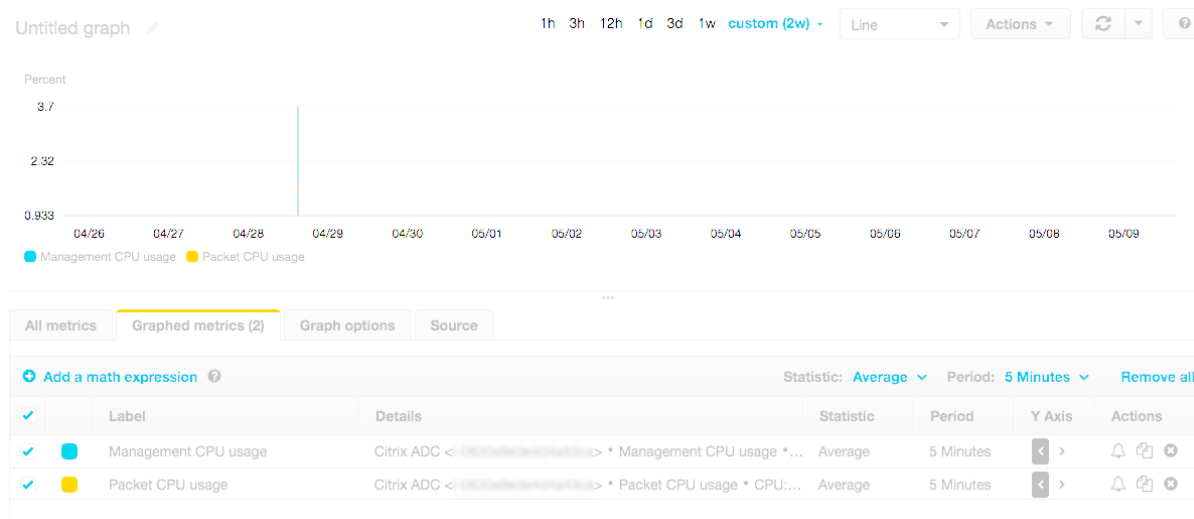 Untitled graph 1h 3h 12h 1d 3d 1w custom (2w) Line Actions ?
Percent
3.7
2.32
0.933
04/26 04/27 04/28 04/29 04/30 05/01 05/02 05/03 05/04 05/05 05/06 05/07 05/08 05/09
Management CPU usage Packet CPU usage
All metrics Graphed metrics (2) Graph options Source
Add a math expression ? Statistic: Average Period: 5 Minutes Remove all
Label Details Statistic Period Y Axis Actions
Management CPU usage Citrix ADC < > • Management CPU usage •... Average 5 Minutes < >
Packet CPU usage Citrix ADC < > • Packet CPU usage • CPU:... Average 5 Minutes < >